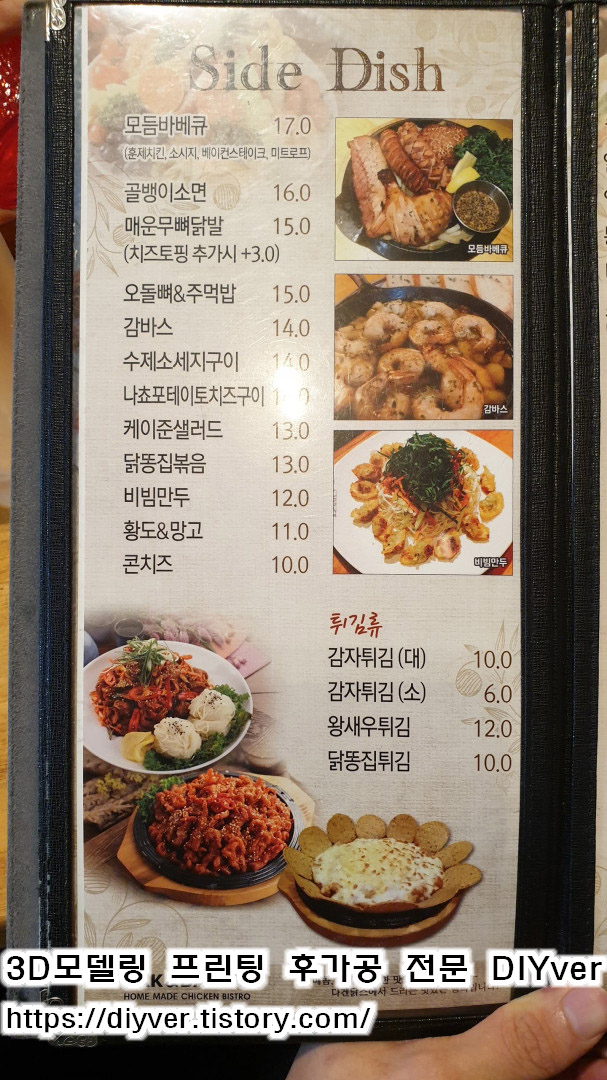 Side Dish
모듬바베큐 17.0
(훈제치킨, 소시지, 베이컨스테이크, 미트로프)
골뱅이소면 16.0
매운무뼈닭발 15.0
(치즈토핑 추가시 +3.0)
오돌뼈&주먹밥 15.0
감바스 14.0
수제소세지구이 14.0
나쵸포테이토치즈구이
케이준샐러드 13.0
닭똥집볶음 13.0
비빔만두 12.0
황도&망고 11.0
콘치즈 10.0
모듬바베큐
감바스
비빔만두
튀김류
감자튀김 (대) 10.0
감자튀김 (소) 6.0
왕새우튀김 12.0
닭똥집튀김 10.0
3D모델링 프린팅 후가공 전문 DIYver
HOME MADE CHICKEN BISTRO
https://diyver.tistory.com/